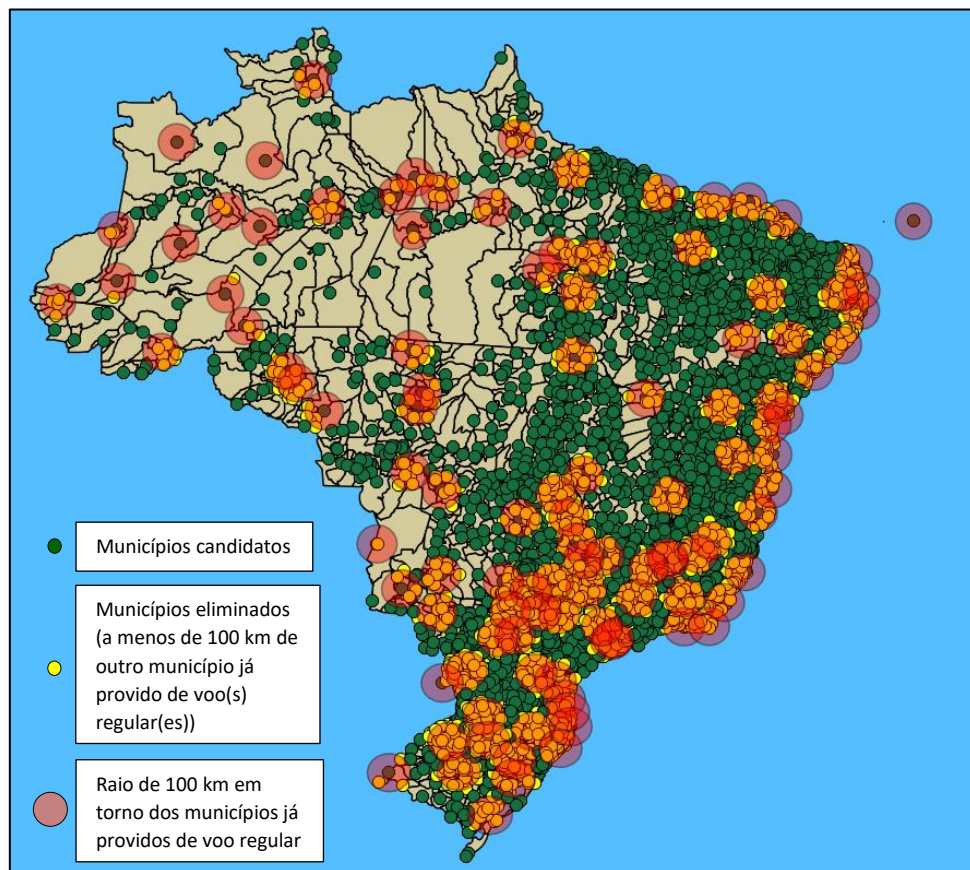 Municípios candidatos
Municípios eliminados
(a menos de 100 km de
outro município já
provido de voo(s)
regular(es))
Raio de 100 km em
torno dos municípios já
providos de voo regular